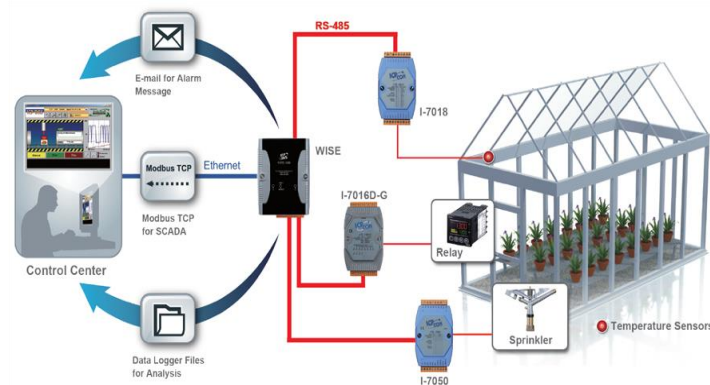 RS-485
E-mail for Alarm
Message
I-7018
WISE
Modbus TCP
Ethernet
Modbus TCP
for SCADA
I-7016D-G
Relay
Control Center
Sprinkler
Temperature Sensors
Data Logger Files
for Analysis
I-7050